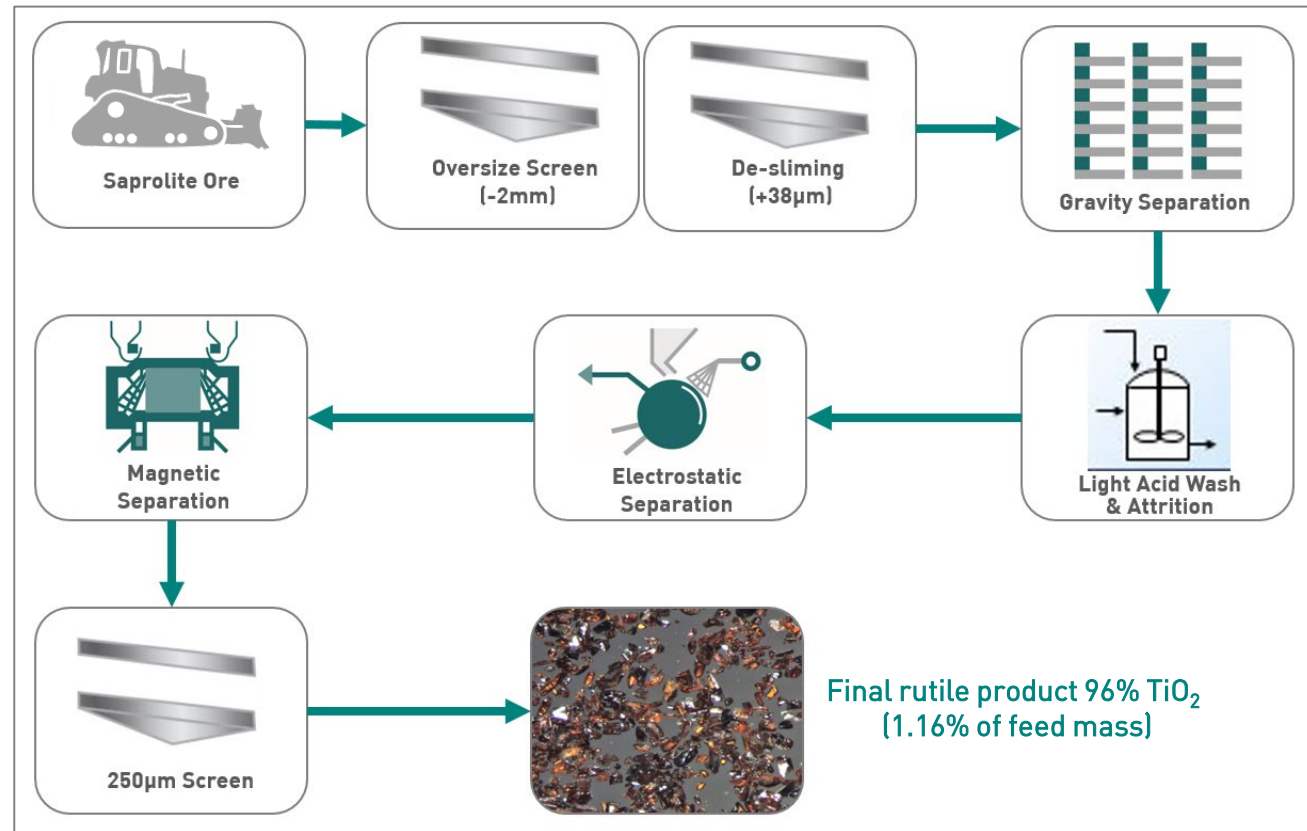 Saprolite Ore
Oversize Screen
(-2mm)
De-sliming
(+38µm)
Gravity Separation
Magnetic
Separation
Electrostatic
Separation
Light Acid Wash
& Attrition
250µm Screen
Final rutile product 96% TiO₂
(1.16% of feed mass)